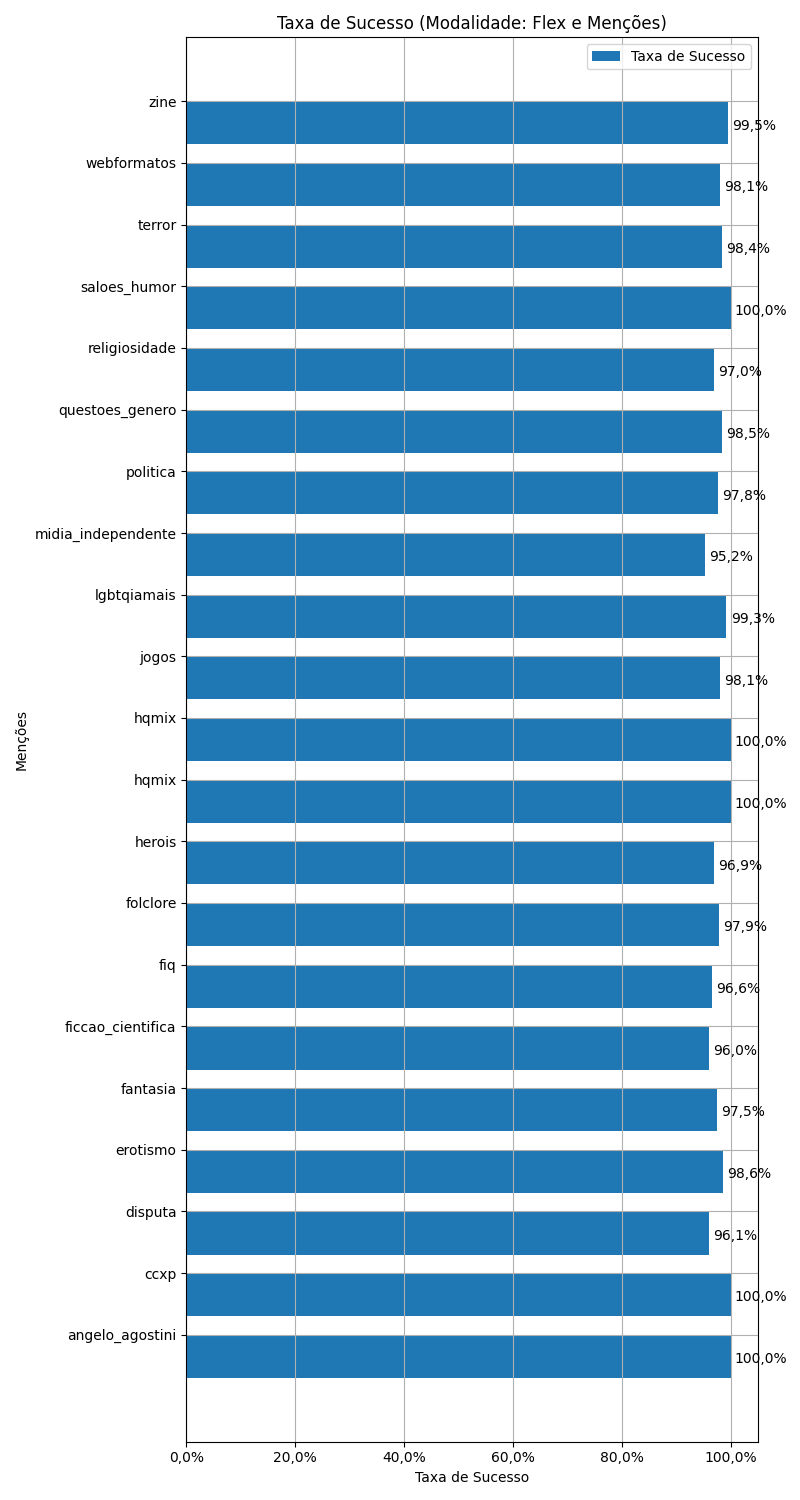 Taxa de Sucesso (Modalidade: Flex e Menções)
Taxa de Sucesso
zine 99,5%
webformatos 98,1%
terror 98,4%
saloes_humor 100,0%
religiosidade 97,0%
questoes_genero 98,5%
politica 97,8%
midia_independente 95,2%
lgbtqiamais 99,3%
jogos 98,1%
hqmix 100,0%
hqmix 100,0%
herois 96,9%
folclore 97,9%
fiq 96,6%
ficcao_cientifica 96,0%
fantasia 97,5%
erotismo 98,6%
disputa 96,1%
ccxp 100,0%
angelo_agostini 100,0%
Menções
0,0% 20,0% 40,0% 60,0% 80,0% 100,0%
Taxa de Sucesso